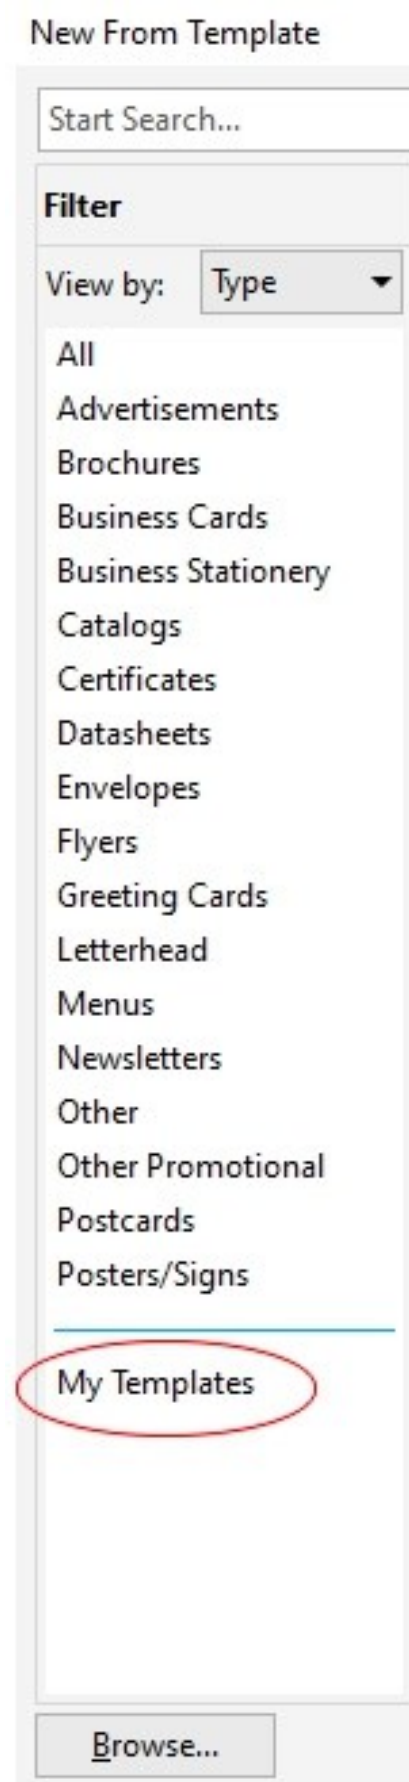 New From Template
Start Search...
Filter
View by: Type
All
Advertisements
Brochures
Business Cards
Business Stationery
Catalogs
Certificates
Datasheets
Envelopes
Flyers
Greeting Cards
Letterhead
Menus
Newsletters
Other
Other Promotional
Postcards
Posters/Signs
My Templates
Browse...